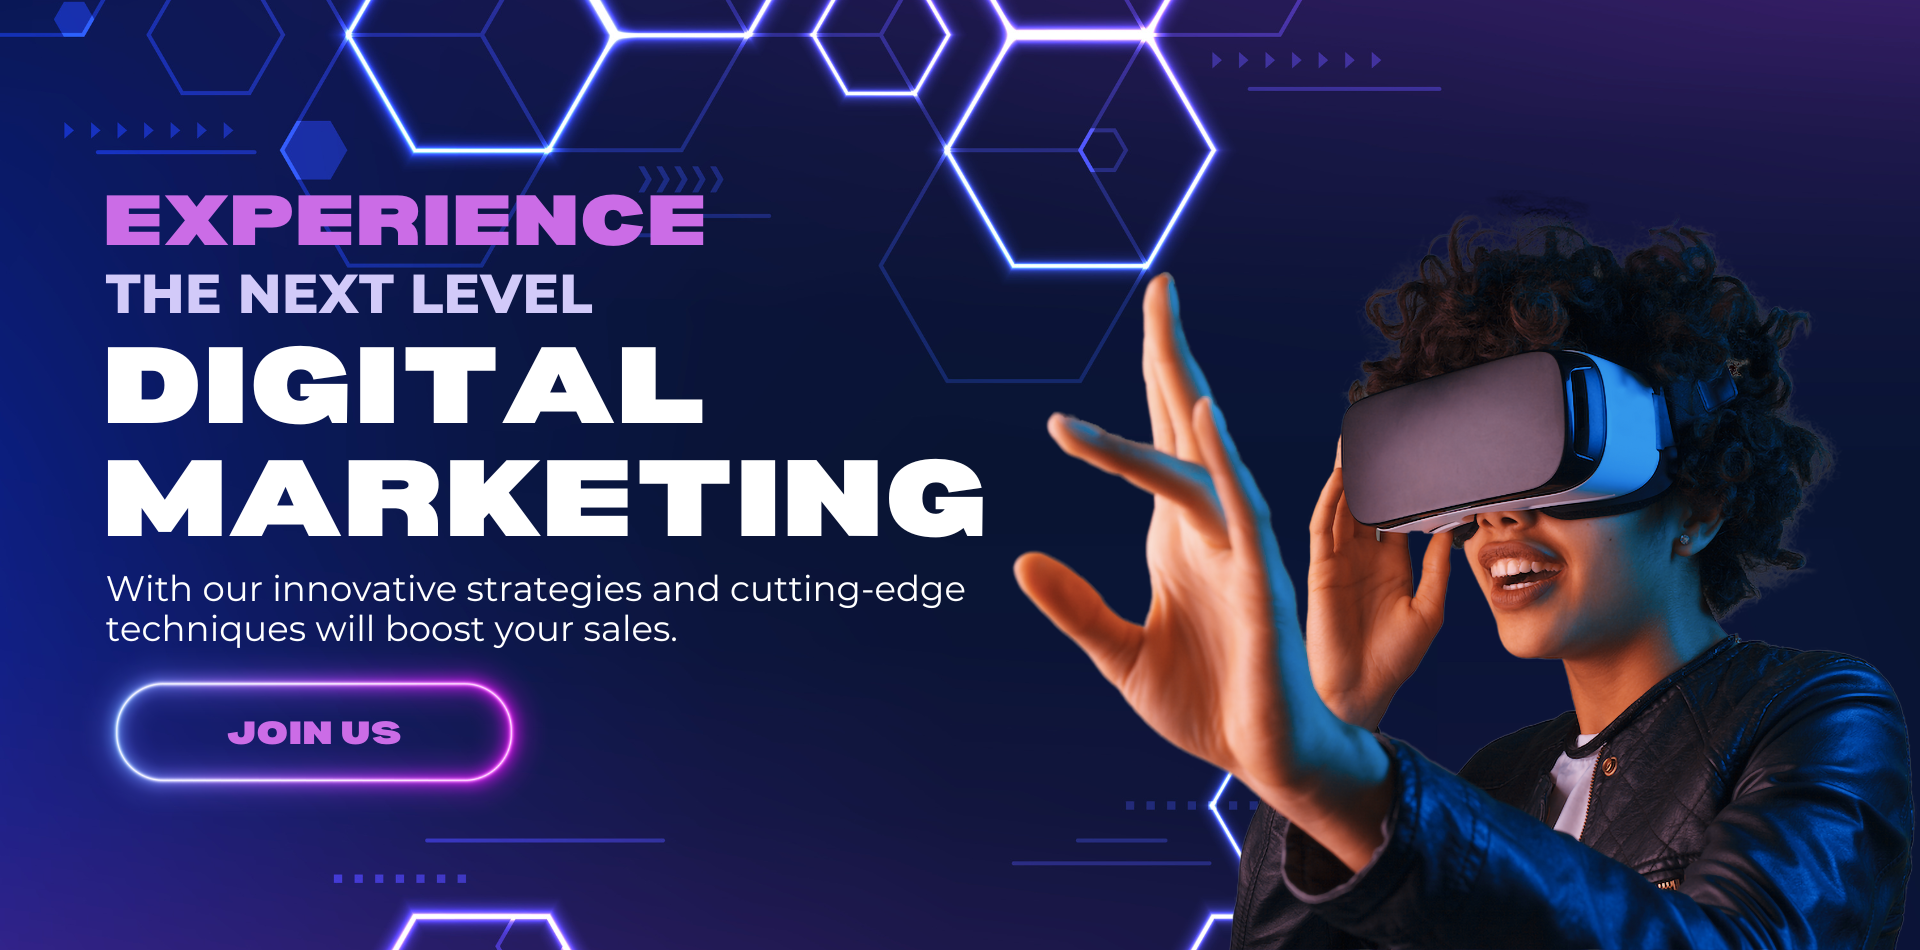 EXPERIENCE
THE NEXT LEVEL
DIGITAL
MARKETING
With our innovative strategies and cutting-edge
techniques will boost your sales.
JOIN US